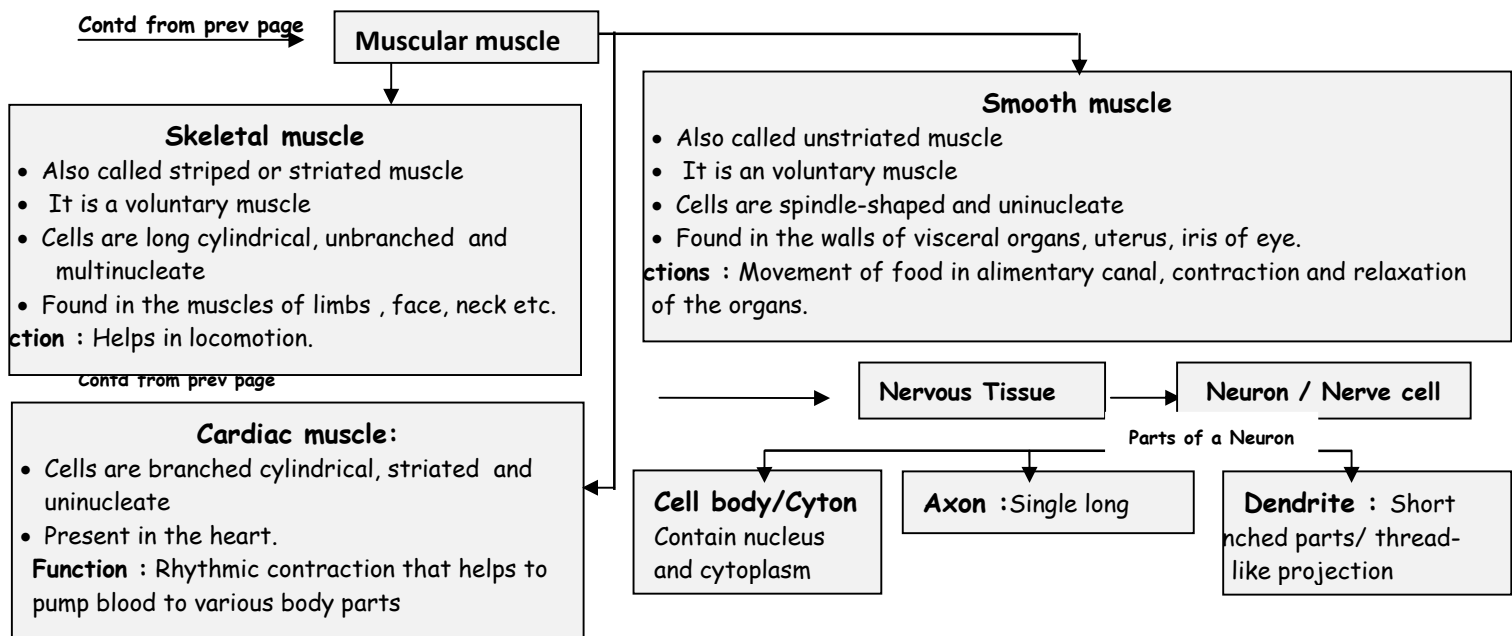 Contd from prev page
Muscular muscle
Skeletal muscle
• Also called striped or striated muscle
• It is a voluntary muscle
• Cells are long cylindrical, unbranched and
multinucleate
• Found in the muscles of limbs , face, neck etc.
ction : Helps in locomotion.
Smooth muscle
• Also called unstriated muscle
• It is an voluntary muscle
• Cells are spindle-shaped and uninucleate
• Found in the walls of visceral organs, uterus, iris of eye.
ctions : Movement of food in alimentary canal, contraction and relaxation
of the organs.
Contd from prev page
Cardiac muscle:
• Cells are branched cylindrical, striated and
uninucleate
• Present in the heart.
Function : Rhythmic contraction that helps to
pump blood to various body parts
Nervous Tissue
Neuron / Nerve cell
Parts of a Neuron
Cell body/Cyton
Contain nucleus
and cytoplasm
Axon :Single long
Dendrite : Short
nched parts/ thread-
like projection